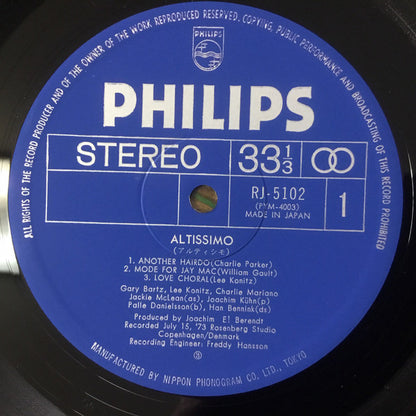 ALL RIGHTS OF THE RECORD PRODUCER AND OF THE OWNER OF THE WORK REPRODUCED RESERVED. COPYING, PUBLIC PERFORMANCE AND BROADCASTING OF THIS RECORD PROHIBITED
PHILIPS
PHILIPS
STEREO 33 1/3
RJ-5102
(PYM-4003)
MADE IN JAPAN
1
ALTISSIMO
(アルティシモ)
1. ANOTHER HAIRDO(Charlie Parker)
2. MODE FOR JAY MAC(William Gault)
3. LOVE CHORAL(Lee Konitz)
Gary Bartz, Lee Konitz, Charlie Mariano
Jackie McLean(as), Joachim Kühn(p)
Palle Danielsson(b), Han Bennink(ds)
Produced by Joachim E! Berendt
Recorded July 15, '73 Rosenberg Studio
Copenhagen/Denmark
Recording Engineer: Freddy Hansson
MANUFACTURED BY NIPPON PHONOGRAM CO. LTD., TOKYO